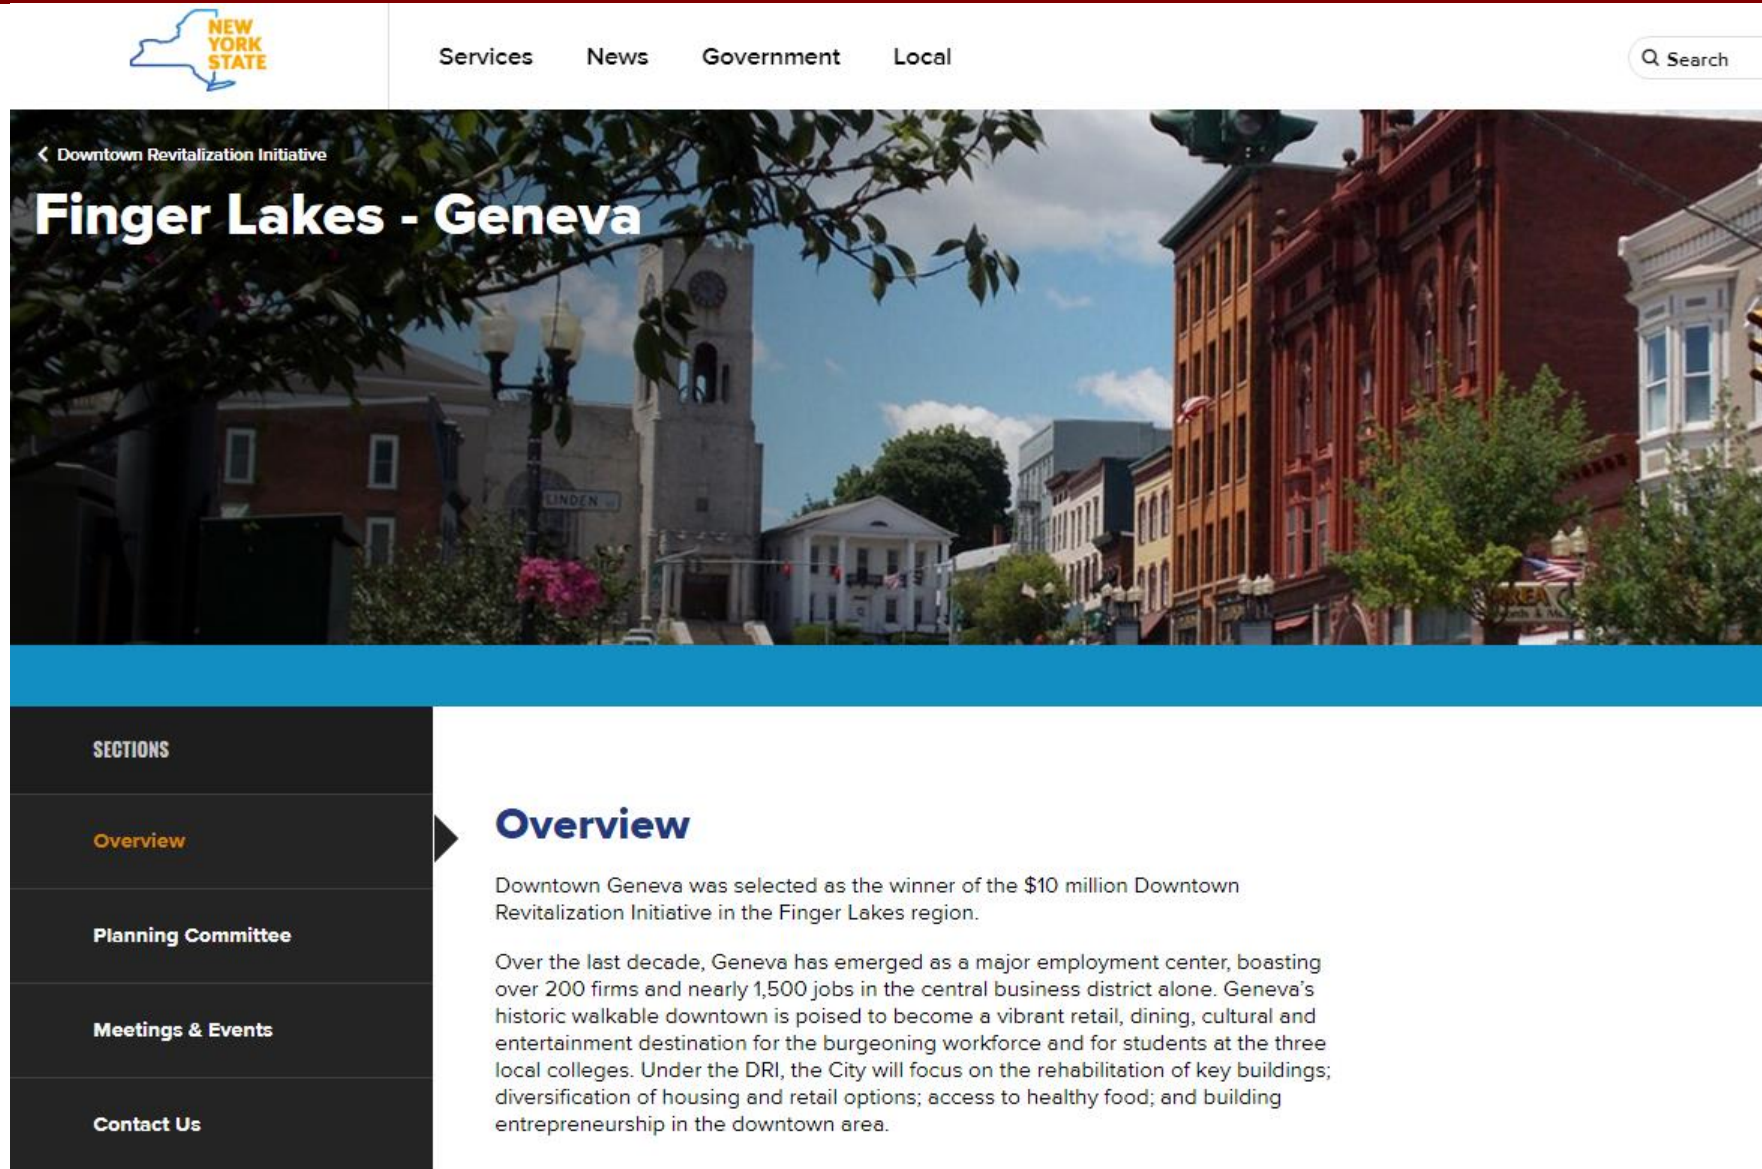 NEW
YORK
STATE
Services News Government Local
Search
Downtown Revitalization Initiative
Finger Lakes - Geneva
LINDEN
SECTIONS
Overview
Planning Committee
Meetings & Events
Contact Us
Overview
Downtown Geneva was selected as the winner of the $10 million Downtown
Revitalization Initiative in the Finger Lakes region.
Over the last decade, Geneva has emerged as a major employment center, boasting
over 200 firms and nearly 1,500 jobs in the central business district alone. Geneva’s
historic walkable downtown is poised to become a vibrant retail, dining, cultural and
entertainment destination for the burgeoning workforce and for students at the three
local colleges. Under the DRI, the City will focus on the rehabilitation of key buildings;
diversification of housing and retail options; access to healthy food; and building
entrepreneurship in the downtown area.